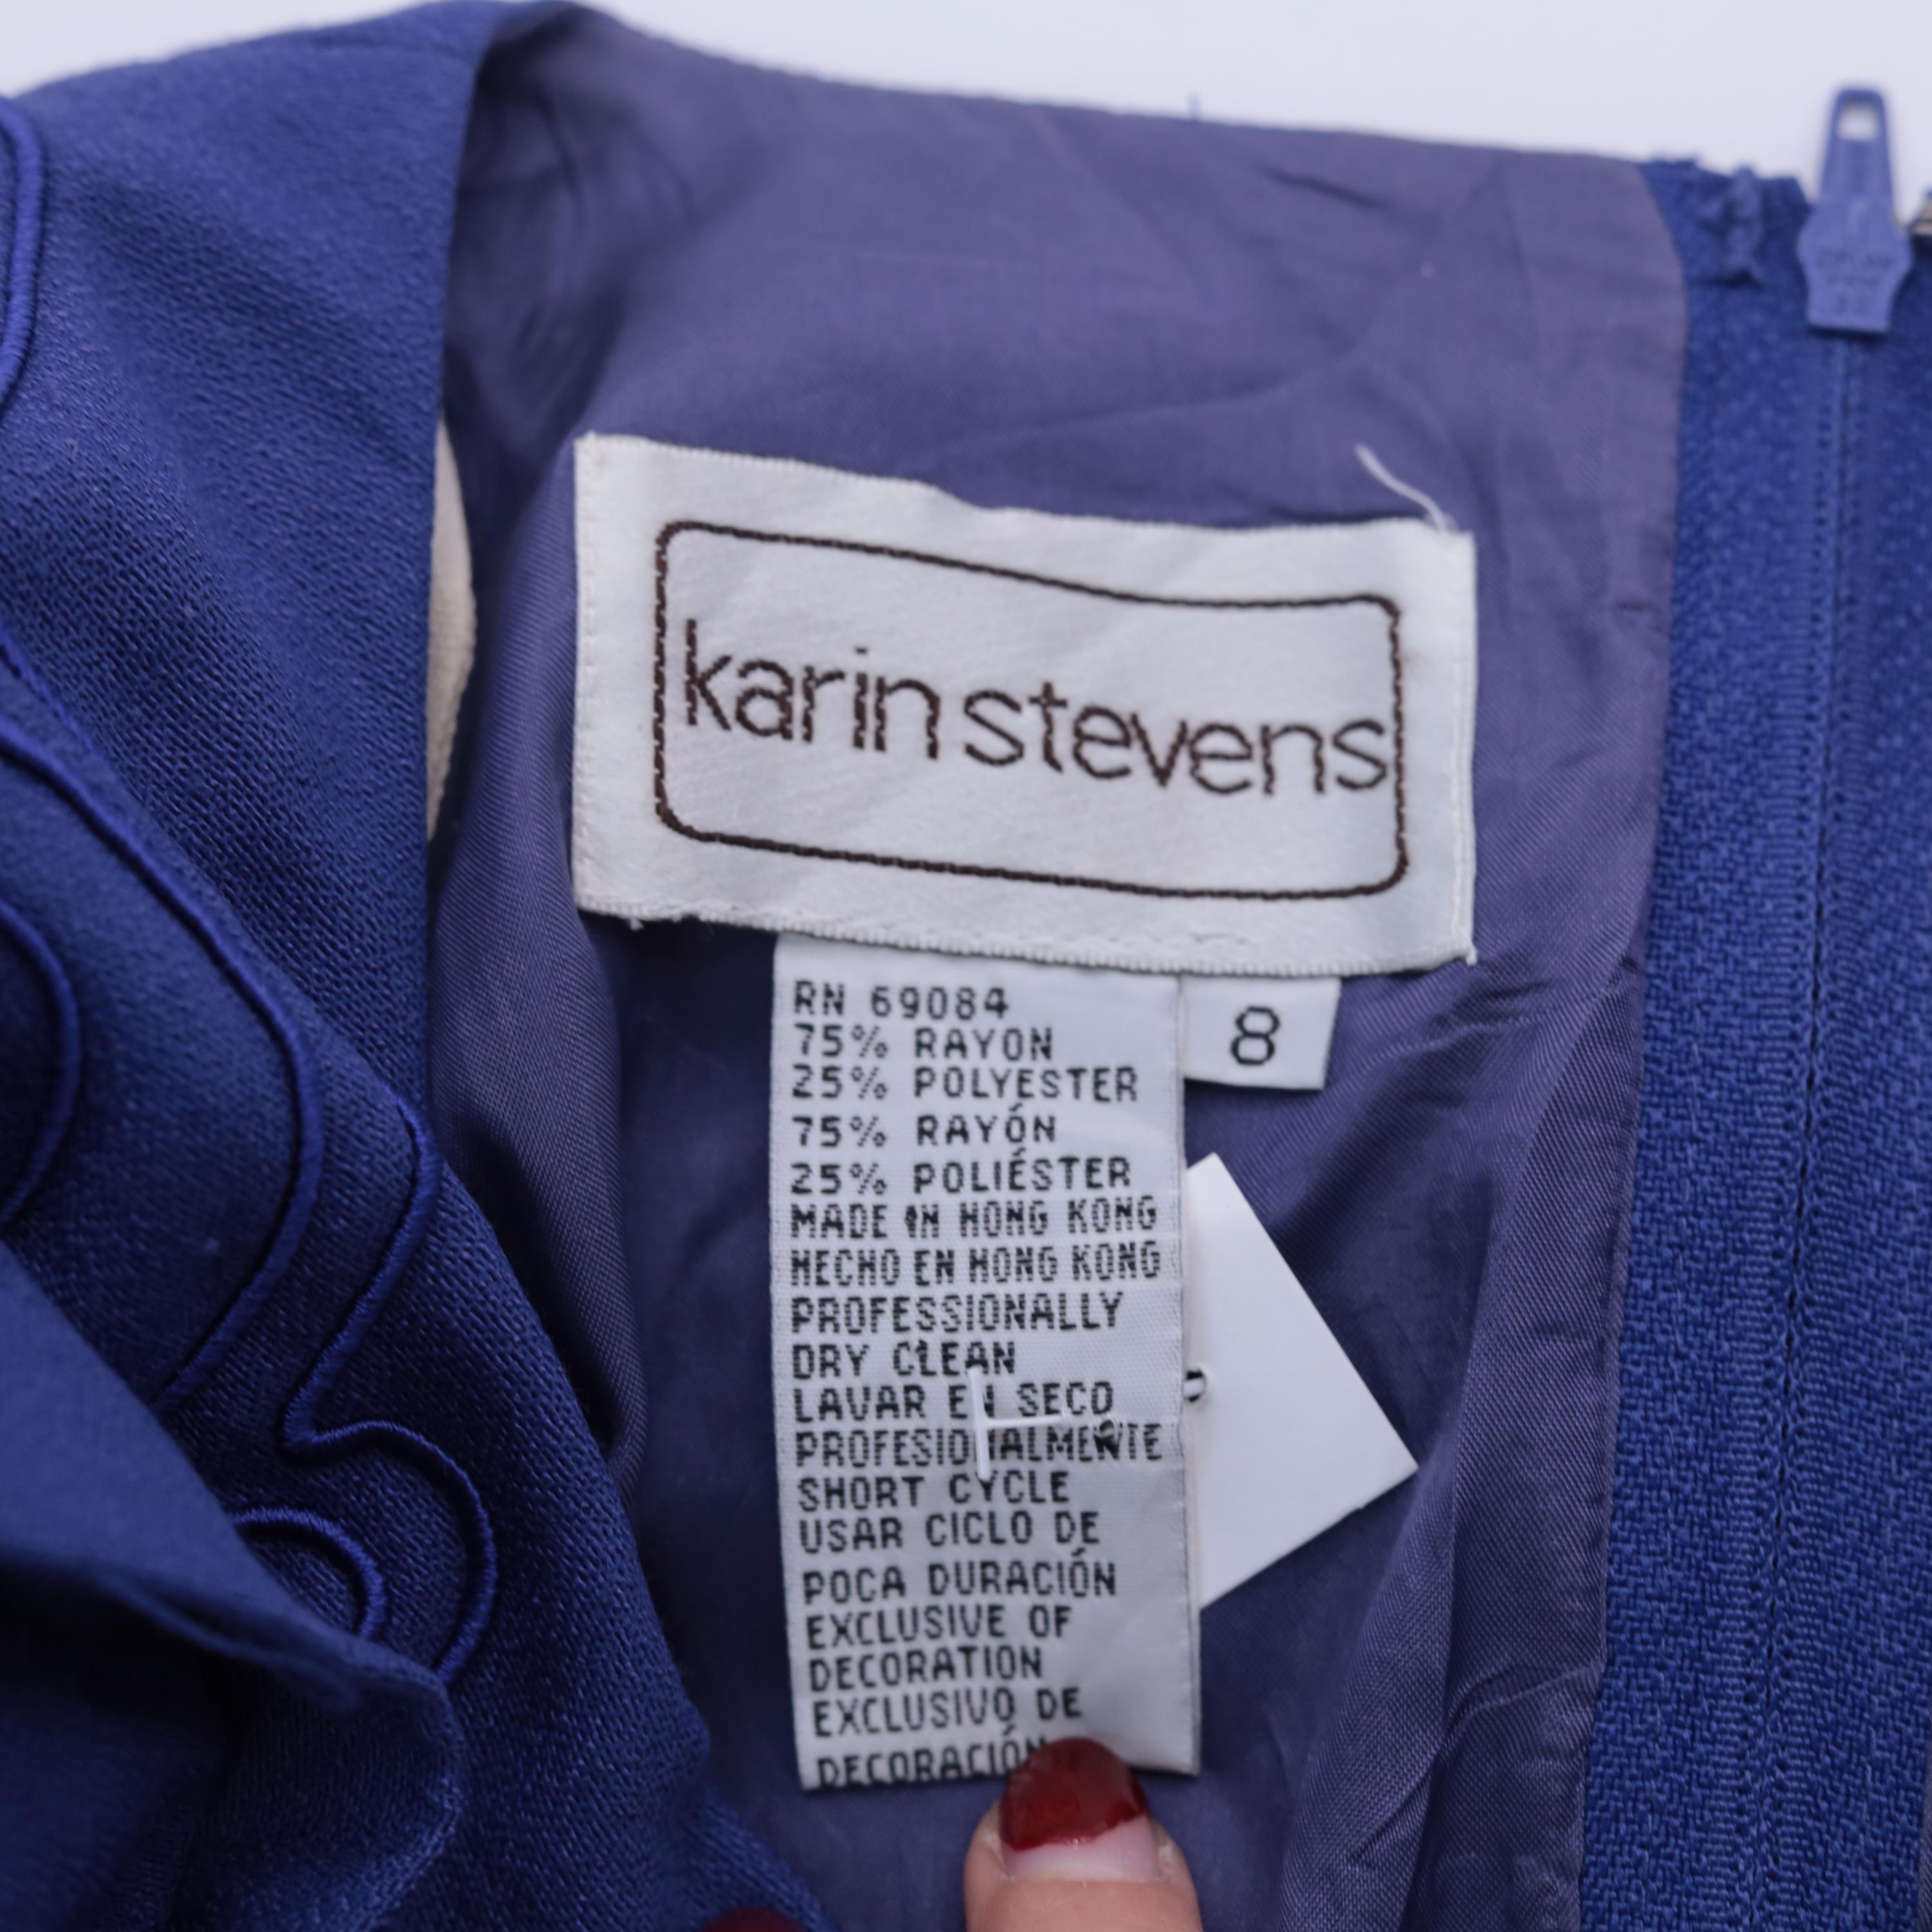 karin stevens
8
RN 69084
75% RAYON
25% POLYESTER
75% RAYÓN
25% POLIÉSTER
MADE IN HONG KONG
HECHO EN HONG KONG
PROFESSIONALLY
DRY CLEAN
LAVAR EN SECO
PROFESIONALMENTE
SHORT CYCLE
USAR CICLO DE
POCA DURACIÓN
EXCLUSIVE OF
DECORATION
EXCLUSIVO DE
DECORACIÓN